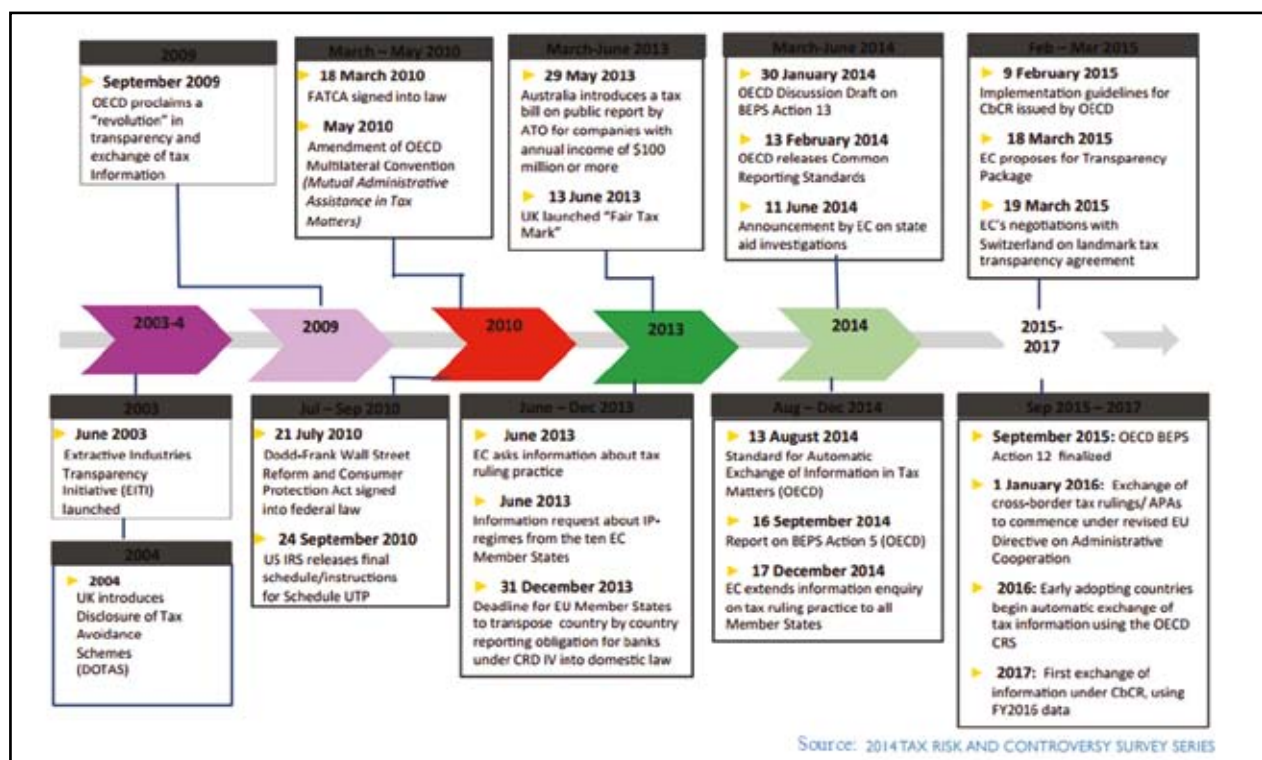 2009
September 2009
OECD proclaims a
"revolution" in
transparency and
exchange of tax
Information
March – May 2010
18 March 2010
FATCA signed into law
May 2010
Amendment of OECD
Multilateral Convention
(Mutual Administrative
Assistance in Tax
Matters)
March-June 2013
29 May 2013
Australia introduces a tax
bill on public report by
ATO for companies with
annual income of $100
million or more
13 June 2013
UK launched "Fair Tax
Mark"
March-June 2014
30 January 2014
OECD Discussion Draft on
BEPS Action 13
13 February 2014
OECD releases Common
Reporting Standards
11 June 2014
Announcement by EC on state
aid investigations
Feb – Mar 2015
9 February 2015
Implementation guidelines for
CbCR issued by OECD
18 March 2015
EC proposes for Transparency
Package
19 March 2015
EC's negotiations with
Switzerland on landmark tax
transparency agreement
2003-4
2009
2010
2013
2014
2015-
2017
2003
June 2003
Extractive Industries
Transparency
Initiative (EITI)
launched
2004
2004
UK introduces
Disclosure of Tax
Avoidance
Schemes
(DOTAS)
Jul – Sep 2010
21 July 2010
Dodd-Frank Wall Street
Reform and Consumer
Protection Act signed
into federal law
24 September 2010
US IRS releases final
schedule/instructions
for Schedule UTP
June – Dec 2013
June 2013
EC asks information about tax
ruling practice
June 2013
Information request about IP-
regimes from the ten EC
Member States
31 December 2013
Deadline for EU Member States
to transpose country by country
reporting obligation for banks
under CRD IV into domestic law
Aug – Dec 2014
13 August 2014
Standard for Automatic
Exchange of Information in Tax
Matters (OECD)
16 September 2014
Report on BEPS Action 5 (OECD)
17 December 2014
EC extends information enquiry
on tax ruling practice to all
Member States
Sep 2015 – 2017
September 2015: OECD BEPS
Action 12 finalized
1 January 2016: Exchange of
cross-border tax rulings/ APAs
to commence under revised EU
Directive on Administrative
Cooperation
2016: Early adopting countries
begin automatic exchange of
tax information using the OECD
CRS
2017: First exchange of
information under CbCR, using
FY2016 data
Source: 2014 TAX RISK AND CONTROVERSY SURVEY SERIES